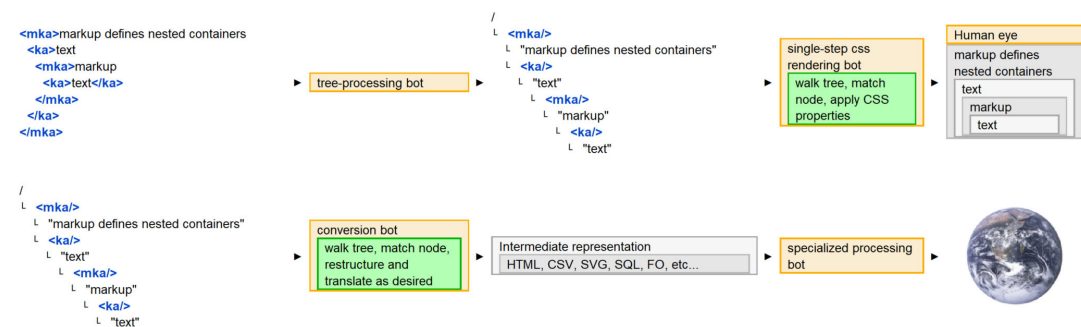 <mka>markup defines nested containers
<ka>text
<mka>markup
<ka>text</ka>
</mka>
</ka>
</mka>
tree-processing bot
/
└ <mka/>
└ "markup defines nested containers"
└ <ka/>
└ "text"
└ <mka/>
└ "markup"
└ <ka/>
└ "text"
single-step css
rendering bot
walk tree, match
node, apply CSS
properties
Human eye
markup defines
nested containers
text
markup
text
/
└ <mka/>
└ "markup defines nested containers"
└ <ka/>
└ "text"
└ <mka/>
└ "markup"
└ <ka/>
└ "text"
conversion bot
walk tree, match node,
restructure and
translate as desired
Intermediate representation
HTML, CSV, SVG, SQL, FO, etc...
specialized processing
bot